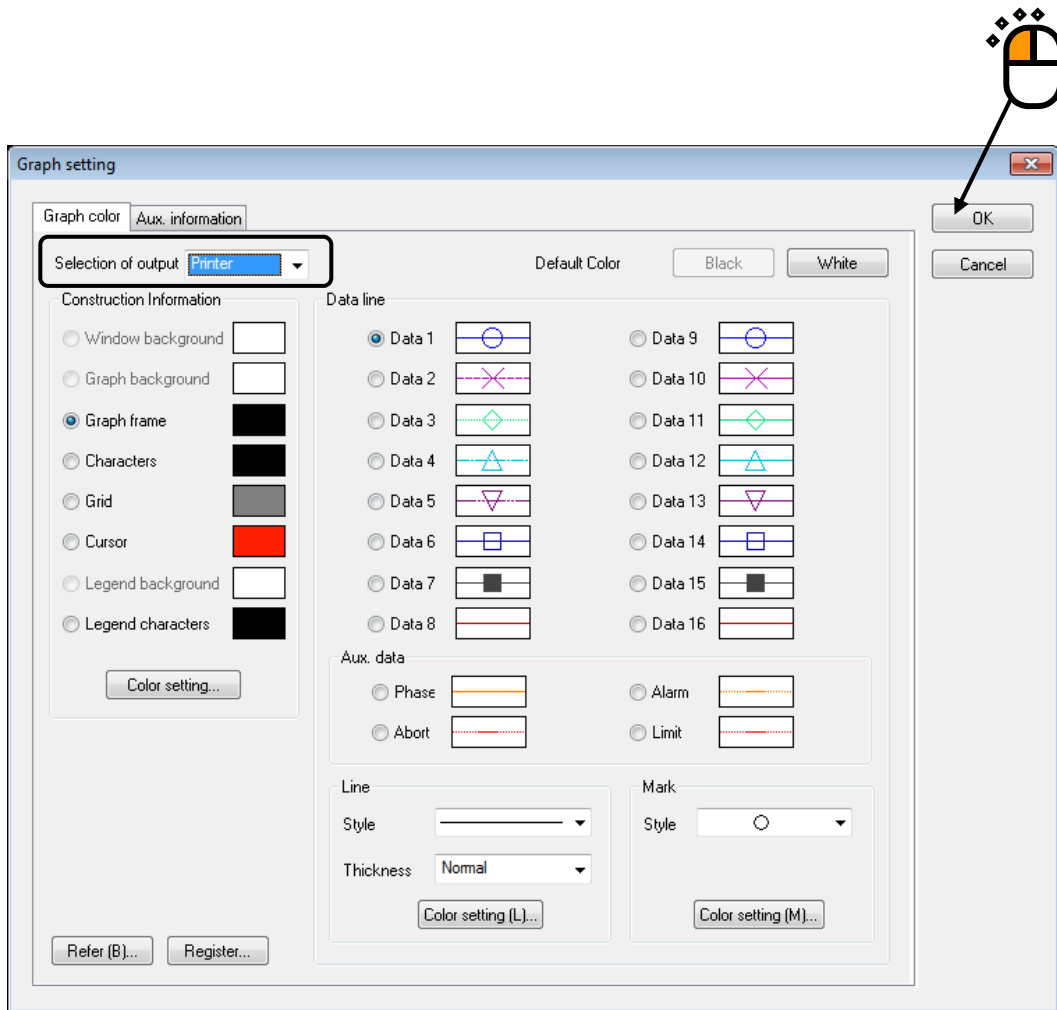 Graph setting
Graph color Aux. information
OK
Selection of output Printer
Default Color Black White
Cancel
Construction Information
Data line
Window background
Data 1
Data 9
Graph background
Data 2
Data 10
Graph frame
Data 3
Data 11
Characters
Data 4
Data 12
Grid
Data 5
Data 13
Cursor
Data 6
Data 14
Legend background
Data 7
Data 15
Legend characters
Data 8
Data 16
Color setting...
Aux. data
Phase
Alarm
Abort
Limit
Line
Mark
Style
Style
Thickness Normal
Color setting (L)...
Color setting (M)...
Refer (B)...
Register...